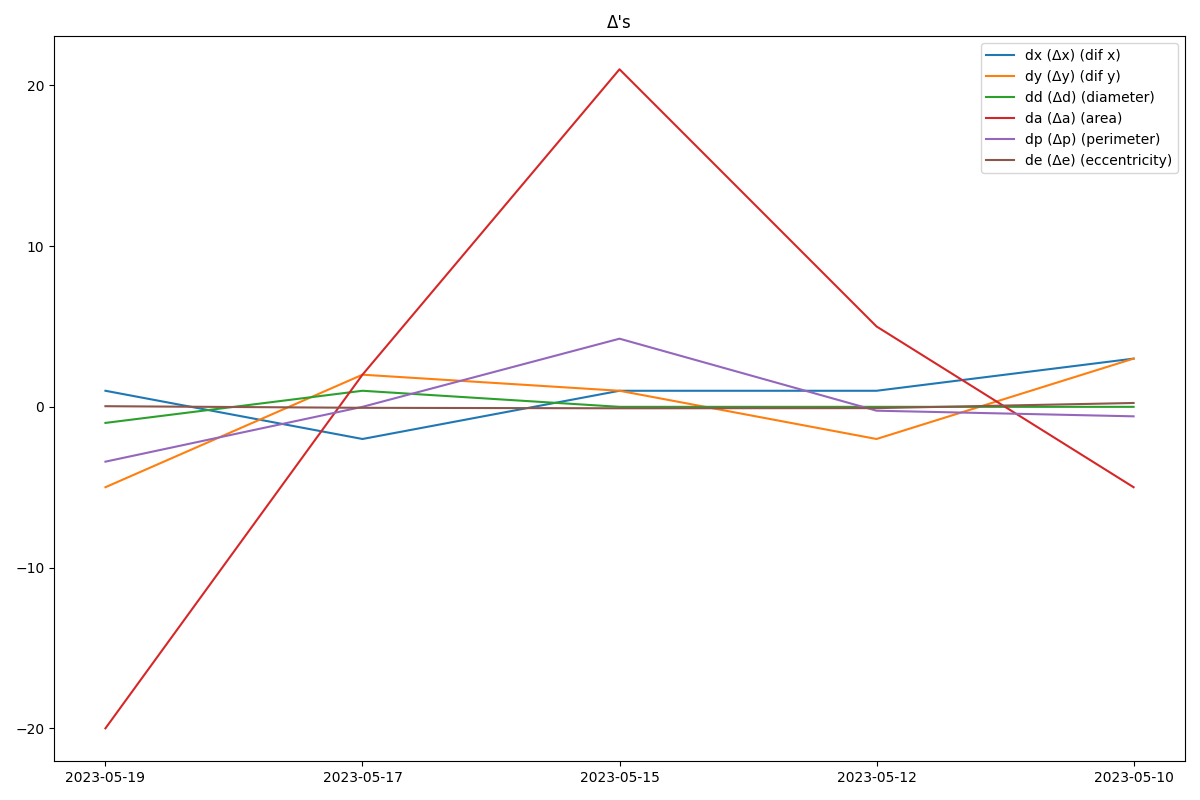 Δ's
dx (Δx) (dif x)
dy (Δy) (dif y)
dd (Δd) (diameter)
da (Δa) (area)
dp (Δp) (perimeter)
de (Δe) (eccentricity)
20
10
0
−10
−20
2023-05-19
2023-05-17
2023-05-15
2023-05-12
2023-05-10